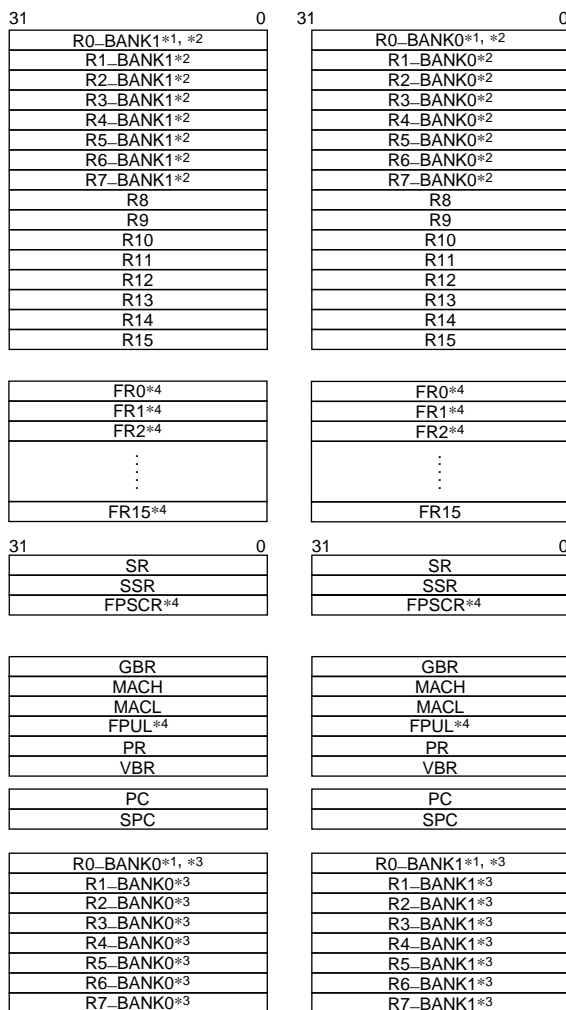 31 0
R0_BANK1*1, *2
R1_BANK1*2
R2_BANK1*2
R3_BANK1*2
R4_BANK1*2
R5_BANK1*2
R6_BANK1*2
R7_BANK1*2
R8
R9
R10
R11
R12
R13
R14
R15
FR0*4
FR1*4
FR2*4
FR15*4
31 0
SR
SSR
FPSCR*4
GBR
MACH
MACL
FPUL*4
PR
VBR
PC
SPC
R0_BANK0*1, *3
R1_BANK0*3
R2_BANK0*3
R3_BANK0*3
R4_BANK0*3
R5_BANK0*3
R6_BANK0*3
R7_BANK0*3
31 0
R0_BANK0*1, *2
R1_BANK0*2
R2_BANK0*2
R3_BANK0*2
R4_BANK0*2
R5_BANK0*2
R6_BANK0*2
R7_BANK0*2
R8
R9
R10
R11
R12
R13
R14
R15
FR0*4
FR1*4
FR2*4
FR15
31 0
SR
SSR
FPSCR*4
GBR
MACH
MACL
FPUL*4
PR
VBR
PC
SPC
R0_BANK1*1, *3
R1_BANK1*3
R2_BANK1*3
R3_BANK1*3
R4_BANK1*3
R5_BANK1*3
R6_BANK1*3
R7_BANK1*3